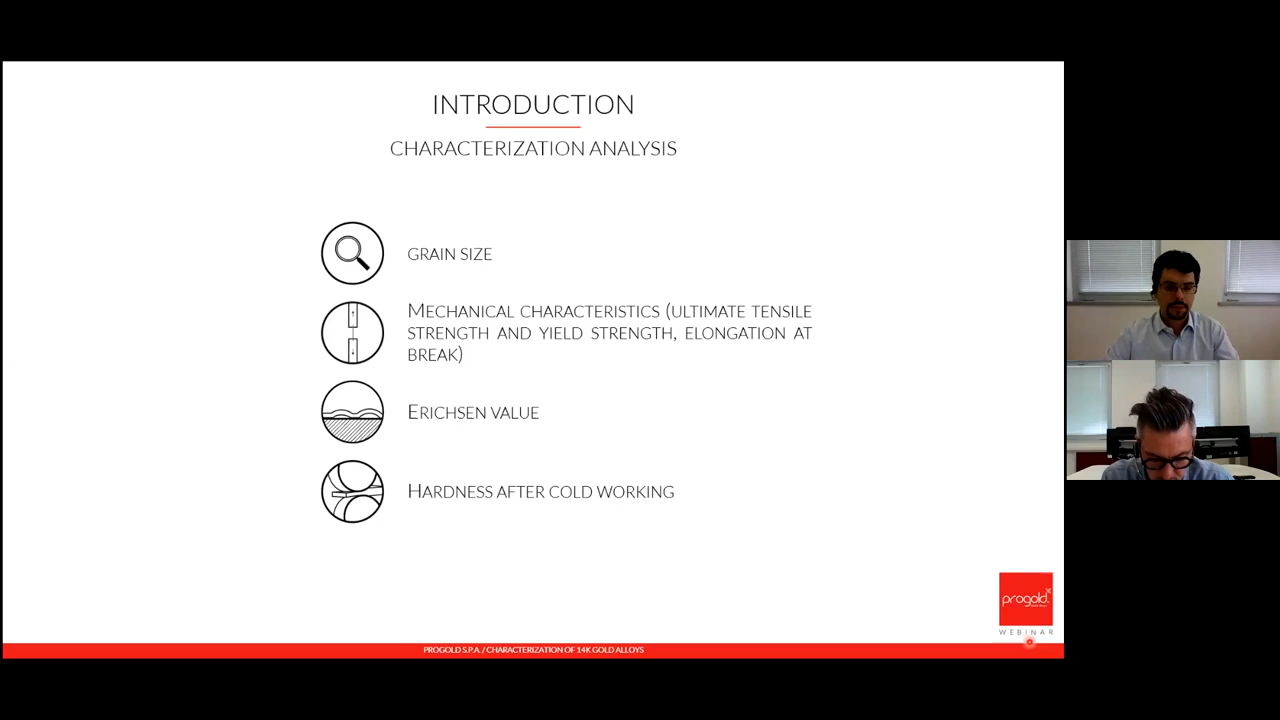 INTRODUCTION
CHARACTERIZATION ANALYSIS
GRAIN SIZE
MECHANICAL CHARACTERISTICS (ULTIMATE TENSILE
STRENGTH AND YIELD STRENGTH, ELONGATION AT
BREAK)
ERICHSEN VALUE
HARDNESS AFTER COLD WORKING
progold.
WEBINAR
PROGOLD S.P.A. / CHARACTERIZATION OF 14K GOLD ALLOYS